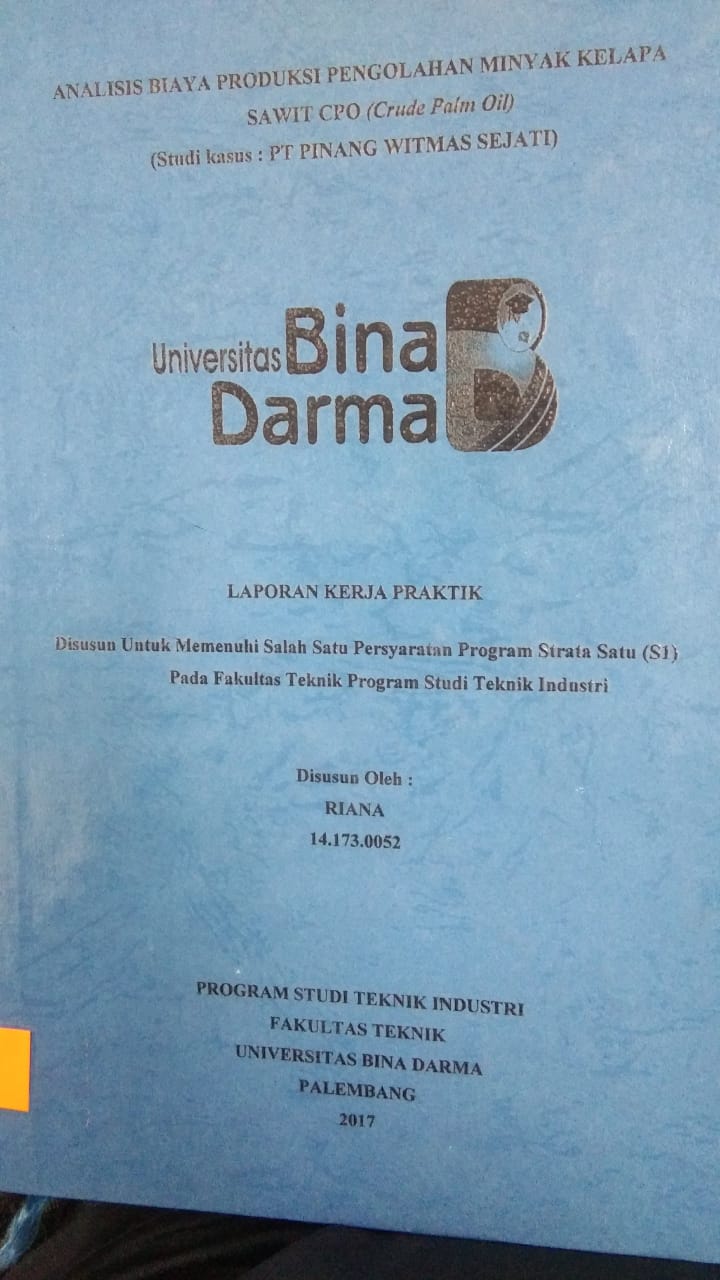 ANALISIS BIAYA PRODUKSI PENGOLAHAN MINYAK KELAPA
SAWIT CPO (Crude Palm Oil)
(Studi kasus : PT PINANG WITMAS SEJATI)
Universitas Bina
Darma
LAPORAN KERJA PRAKTIK
Disusun Untuk Memenuhi Salah Satu Persyaratan Program Strata Satu (S1)
Pada Fakultas Teknik Program Studi Teknik Industri
Disusun Oleh :
RIANA
14.173.0052
PROGRAM STUDI TEKNIK INDUSTRI
FAKULTAS TEKNIK
UNIVERSITAS BINA DARMA
PALEMBANG
2017